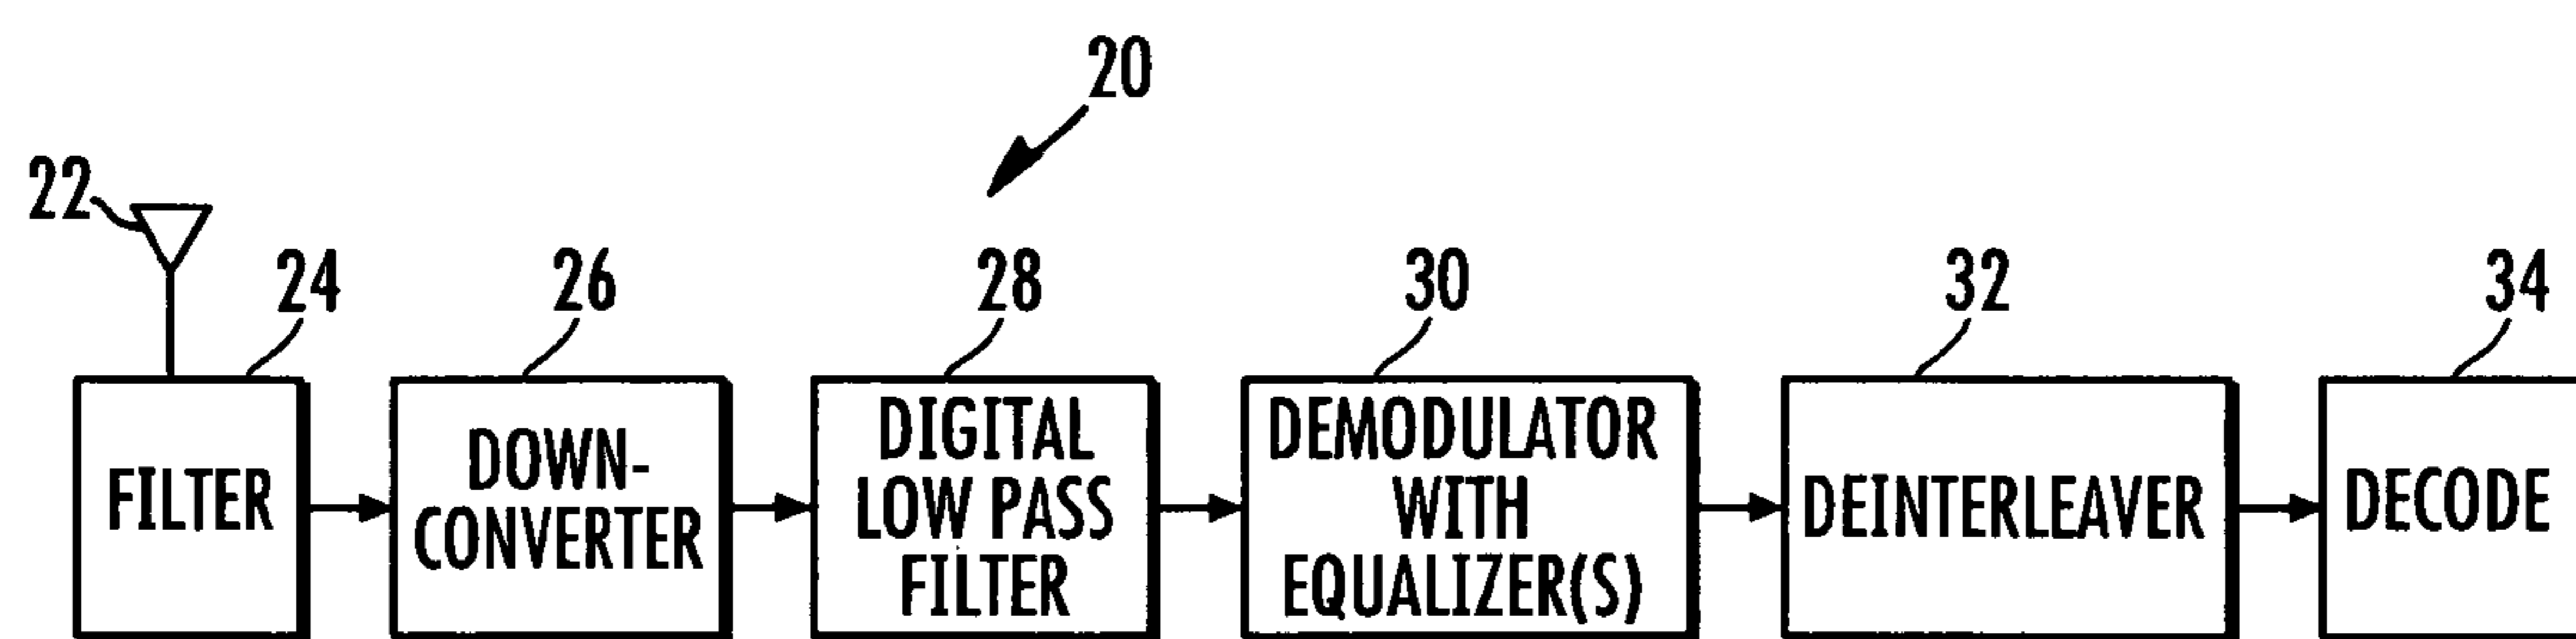 20
22
24
26
28
30
32
34
FILTER
DOWN-
CONVERTER
DIGITAL
LOW PASS
FILTER
DEMODULATOR
WITH
EQUALIZER(S)
DEINTERLEAVER
DECODE